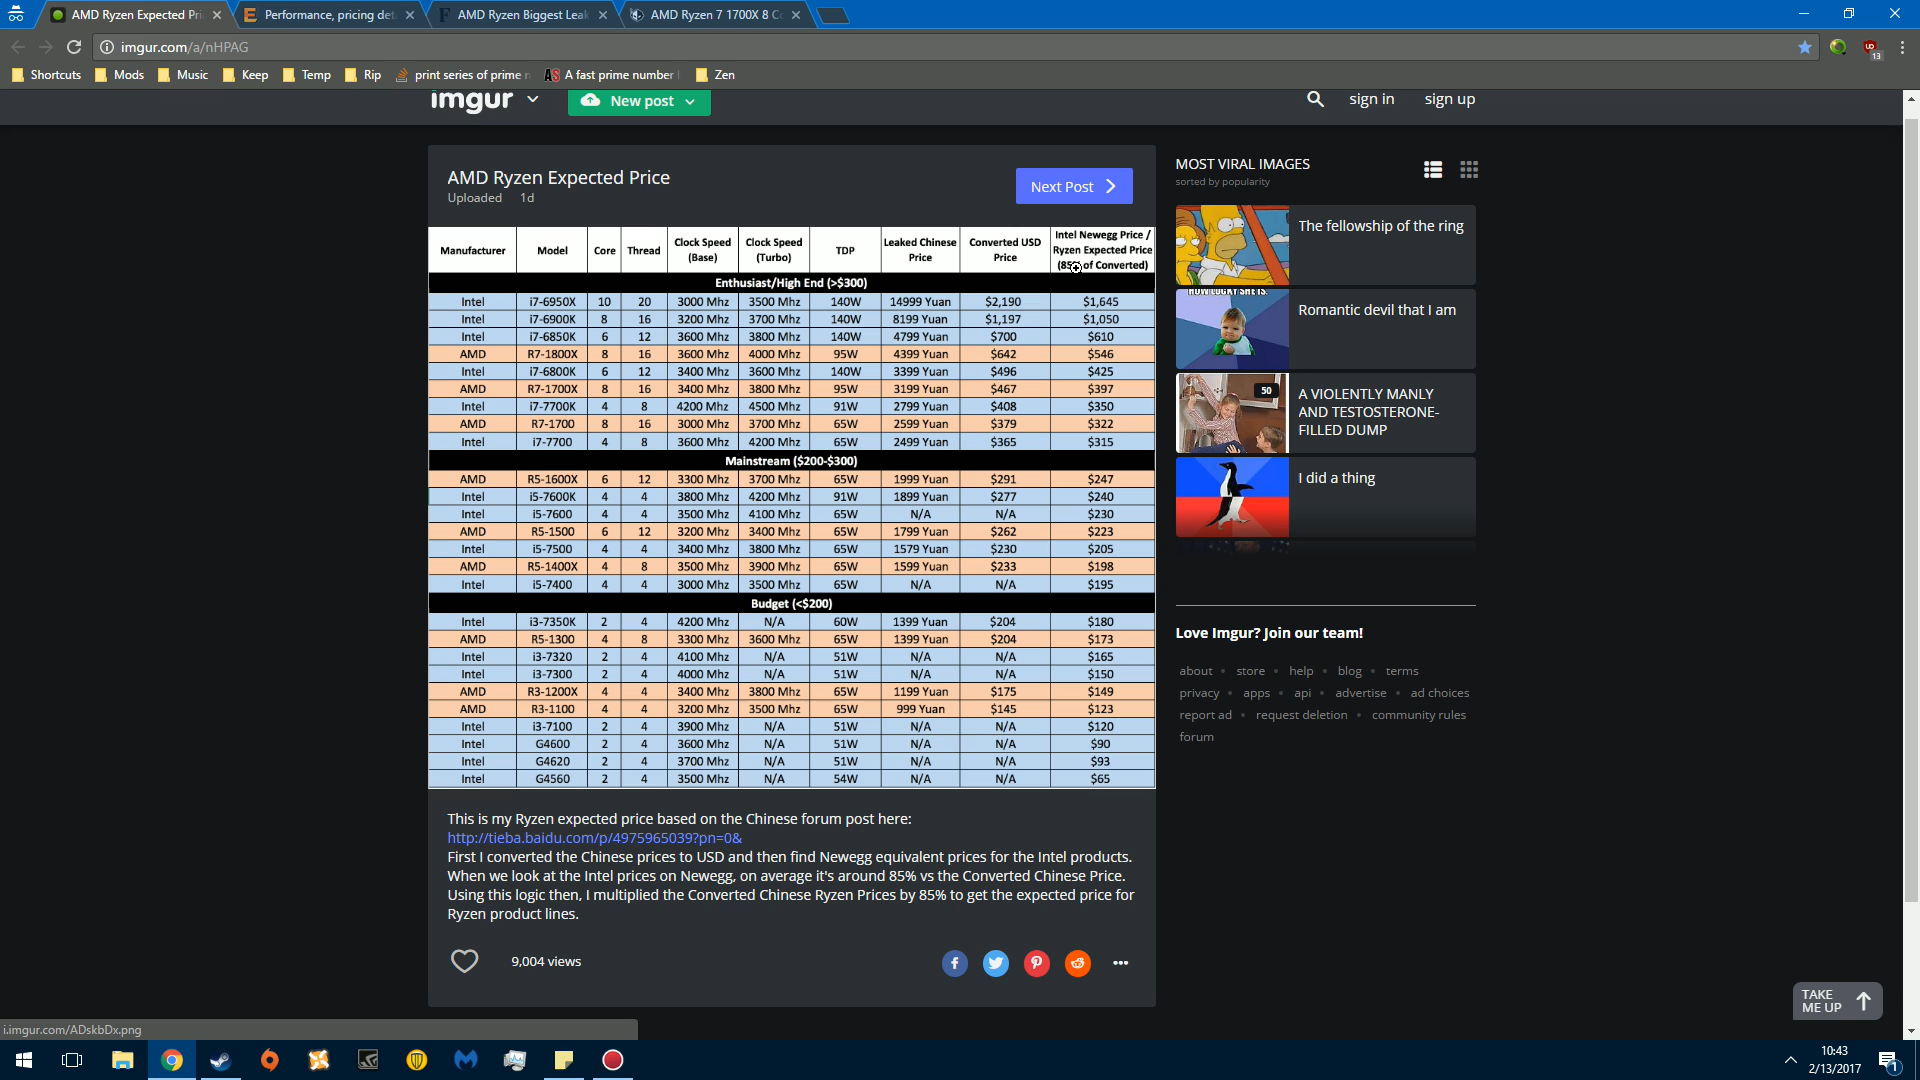 AMD Ryzen Expected Pri
Performance, pricing det
AMD Ryzen Biggest Leak
AMD Ryzen 7 1700X 8 C
imgur.com/a/nHPAG
13
Shortcuts Mods Music Keep Temp Rip print series of prime n A fast prime number Zen
imgur New post sign in sign up
AMD Ryzen Expected Price
Uploaded 1d
Next Post
Manufacturer Model Core Thread Clock Speed (Base) Clock Speed (Turbo) TDP Leaked Chinese Price Converted USD Price Intel Newegg Price / Ryzen Expected Price (85% of Converted)
Enthusiast/High End (>$300)
Intel i7-6950X 10 20 3000 Mhz 3500 Mhz 140W 14999 Yuan $2,190 $1,645
Intel i7-6900K 8 16 3200 Mhz 3700 Mhz 140W 8199 Yuan $1,197 $1,050
Intel i7-6850K 6 12 3600 Mhz 3800 Mhz 140W 4799 Yuan $700 $610
AMD R7-1800X 8 16 3600 Mhz 4000 Mhz 95W 4399 Yuan $642 $546
Intel i7-6800K 6 12 3400 Mhz 3600 Mhz 140W 3399 Yuan $496 $425
AMD R7-1700X 8 16 3400 Mhz 3800 Mhz 95W 3199 Yuan $467 $397
Intel i7-7700K 4 8 4200 Mhz 4500 Mhz 91W 2799 Yuan $408 $350
AMD R7-1700 8 16 3000 Mhz 3700 Mhz 65W 2599 Yuan $379 $322
Intel i7-7700 4 8 3600 Mhz 4200 Mhz 65W 2499 Yuan $365 $315
Mainstream ($200-$300)
AMD R5-1600X 6 12 3300 Mhz 3700 Mhz 65W 1999 Yuan $291 $247
Intel i5-7600K 4 4 3800 Mhz 4200 Mhz 91W 1899 Yuan $277 $240
Intel i5-7600 4 4 3500 Mhz 4100 Mhz 65W N/A N/A $230
AMD R5-1500 6 12 3200 Mhz 3400 Mhz 65W 1799 Yuan $262 $223
Intel i5-7500 4 4 3400 Mhz 3800 Mhz 65W 1579 Yuan $230 $205
AMD R5-1400X 4 8 3500 Mhz 3900 Mhz 65W 1599 Yuan $233 $198
Intel i5-7400 4 4 3000 Mhz 3500 Mhz 65W N/A N/A $195
Budget (<$200)
Intel i3-7350K 2 4 4200 Mhz N/A 60W 1399 Yuan $204 $180
AMD R5-1300 4 8 3300 Mhz 3600 Mhz 65W 1399 Yuan $204 $173
Intel i3-7320 2 4 4100 Mhz N/A 51W N/A N/A $165
Intel i3-7300 2 4 4000 Mhz N/A 51W N/A N/A $150
AMD R3-1200X 4 4 3400 Mhz 3800 Mhz 65W 1199 Yuan $175 $149
AMD R3-1100 4 4 3200 Mhz 3500 Mhz 65W 999 Yuan $145 $123
Intel i3-7100 2 4 3900 Mhz N/A 51W N/A N/A $120
Intel G4600 2 4 3600 Mhz N/A 51W N/A N/A $90
Intel G4620 2 4 3700 Mhz N/A 51W N/A N/A $93
Intel G4560 2 4 3500 Mhz N/A 54W N/A N/A $65
This is my Ryzen expected price based on the Chinese forum post here:
http://tieba.baidu.com/p/4975965039?pn=0&
First I converted the Chinese prices to USD and then find Newegg equivalent prices for the Intel products.
When we look at the Intel prices on Newegg, on average it's around 85% vs the Converted Chinese Price.
Using this logic then, I multiplied the Converted Chinese Ryzen Prices by 85% to get the expected price for
Ryzen product lines.
9,004 views
MOST VIRAL IMAGES
sorted by popularity
The fellowship of the ring
HOW LUCKY SHE IS.
Romantic devil that I am
50
A VIOLENTLY MANLY
AND TESTOSTERONE-
FILLED DUMP
I did a thing
Love Imgur? Join our team!
about • store • help • blog • terms
privacy • apps • api • advertise • ad choices
report ad • request deletion • community rules
forum
TAKE
ME UP
i.imgur.com/ADskbDx.png
10:43
2/13/2017
1